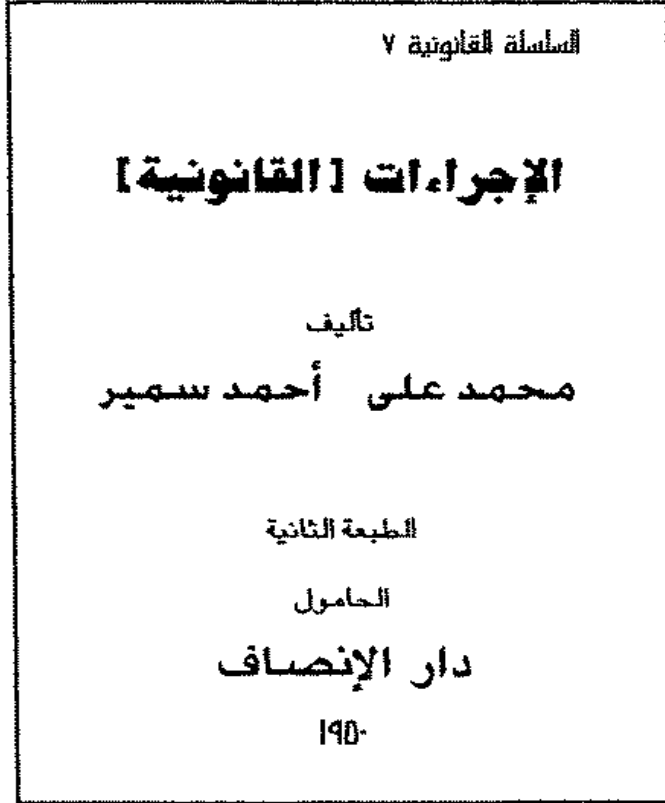 السلسلة القانونية ٧
الإجراءات [القانونية]
تأليف
محمد على أحمد سمير
الطبعة الثانية
الحامول
دار الإنصاف
١٩٥٠